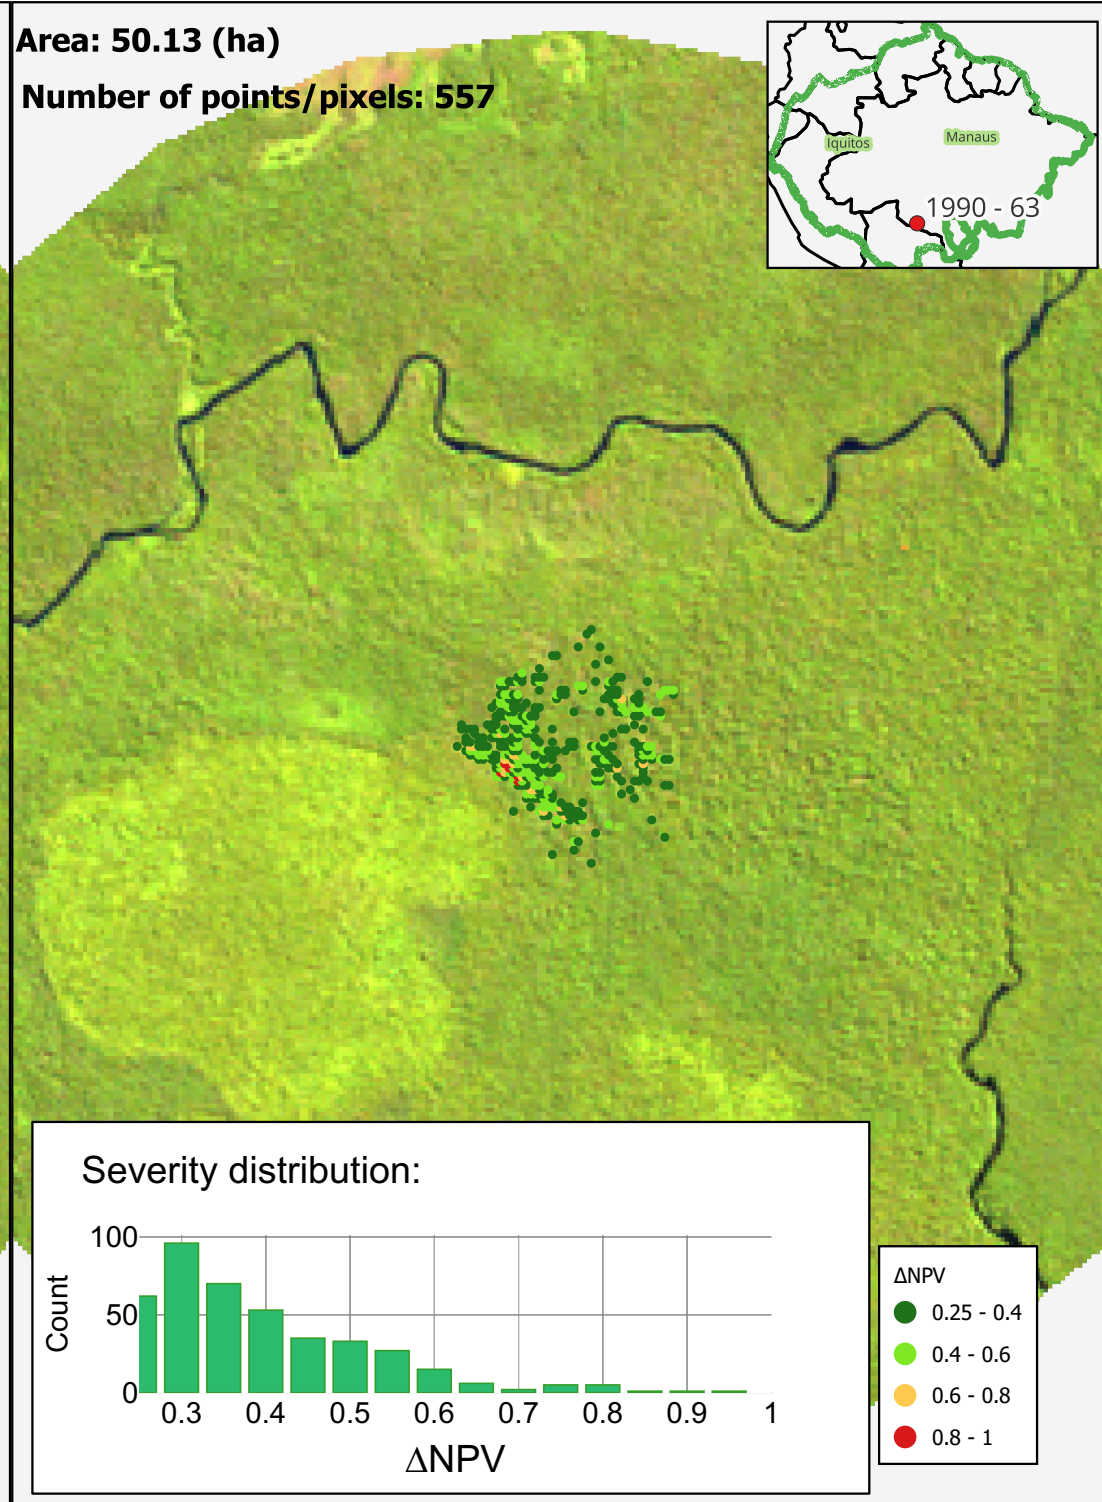 Area: 50.13 (ha)
Number of points/pixels: 557
Iquitos
Manaus
1990 - 63
Severity distribution:
100
50
0
Count
0.3 0.4 0.5 0.6 0.7 0.8 0.9 1
ΔNPV
ΔNPV
0.25 - 0.4
0.4 - 0.6
0.6 - 0.8
0.8 - 1